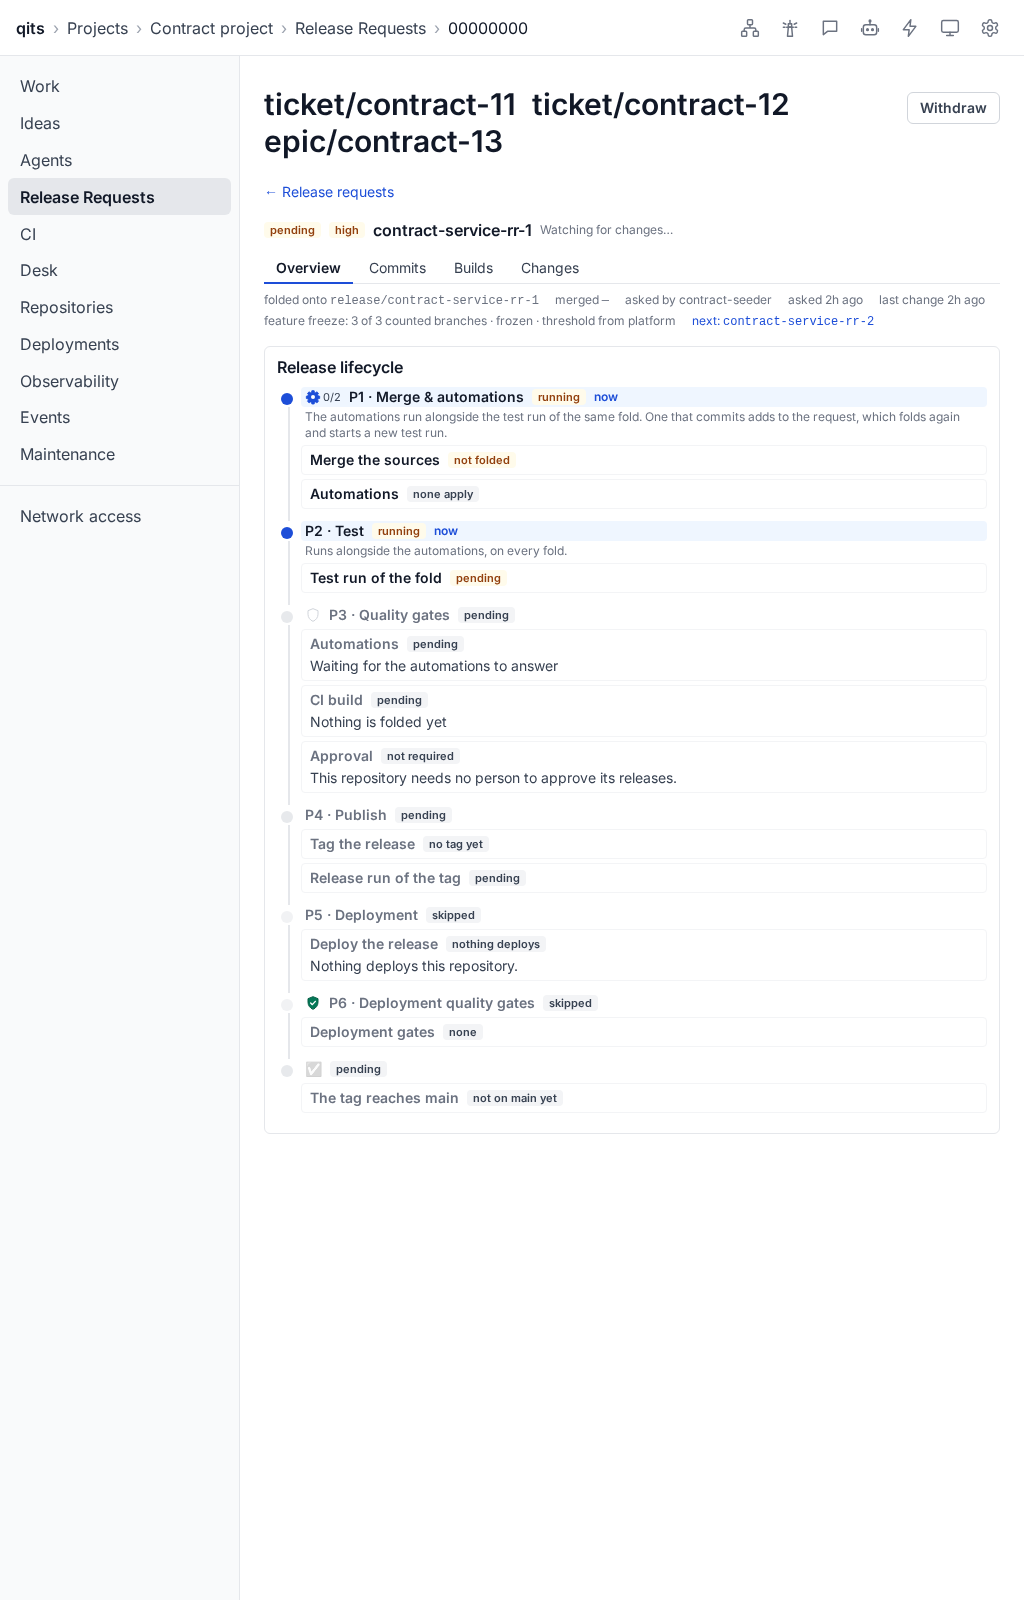 qits › Projects › Contract project › Release Requests › 00000000
Work
Ideas
Agents
Release Requests
CI
Desk
Repositories
Deployments
Observability
Events
Maintenance
Network access
ticket/contract-11 ticket/contract-12
epic/contract-13
Withdraw
← Release requests
pending high contract-service-rr-1 Watching for changes...
Overview Commits Builds Changes
folded onto release/contract-service-rr-1 merged — asked by contract-seeder asked 2h ago last change 2h ago
feature freeze: 3 of 3 counted branches · frozen · threshold from platform next: contract-service-rr-2
Release lifecycle
0/2 P1 · Merge & automations running now
The automations run alongside the test run of the same fold. One that commits adds to the request, which folds again
and starts a new test run.
Merge the sources not folded
Automations none apply
P2 · Test running now
Runs alongside the automations, on every fold.
Test run of the fold pending
P3 · Quality gates pending
Automations pending
Waiting for the automations to answer
CI build pending
Nothing is folded yet
Approval not required
This repository needs no person to approve its releases.
P4 · Publish pending
Tag the release no tag yet
Release run of the tag pending
P5 · Deployment skipped
Deploy the release nothing deploys
Nothing deploys this repository.
P6 · Deployment quality gates skipped
Deployment gates none
pending
The tag reaches main not on main yet